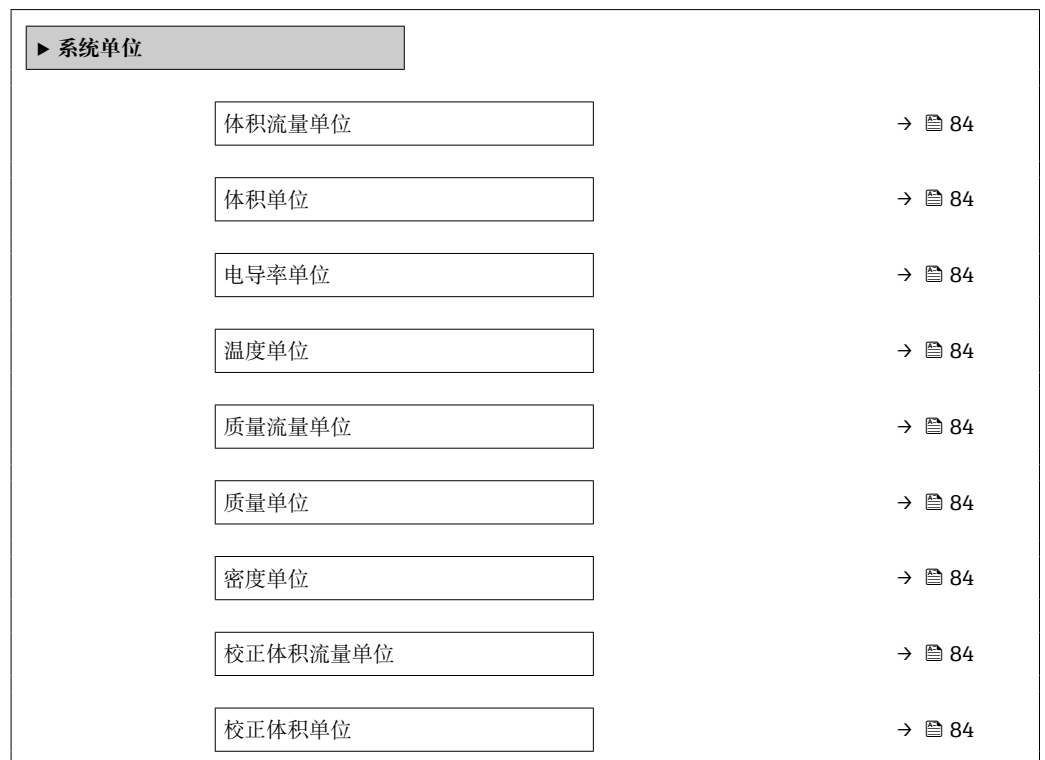 ▶ 系统单位
体积流量单位 → 🗎 84
体积单位 → 🗎 84
电导率单位 → 🗎 84
温度单位 → 🗎 84
质量流量单位 → 🗎 84
质量单位 → 🗎 84
密度单位 → 🗎 84
校正体积流量单位 → 🗎 84
校正体积单位 → 🗎 84